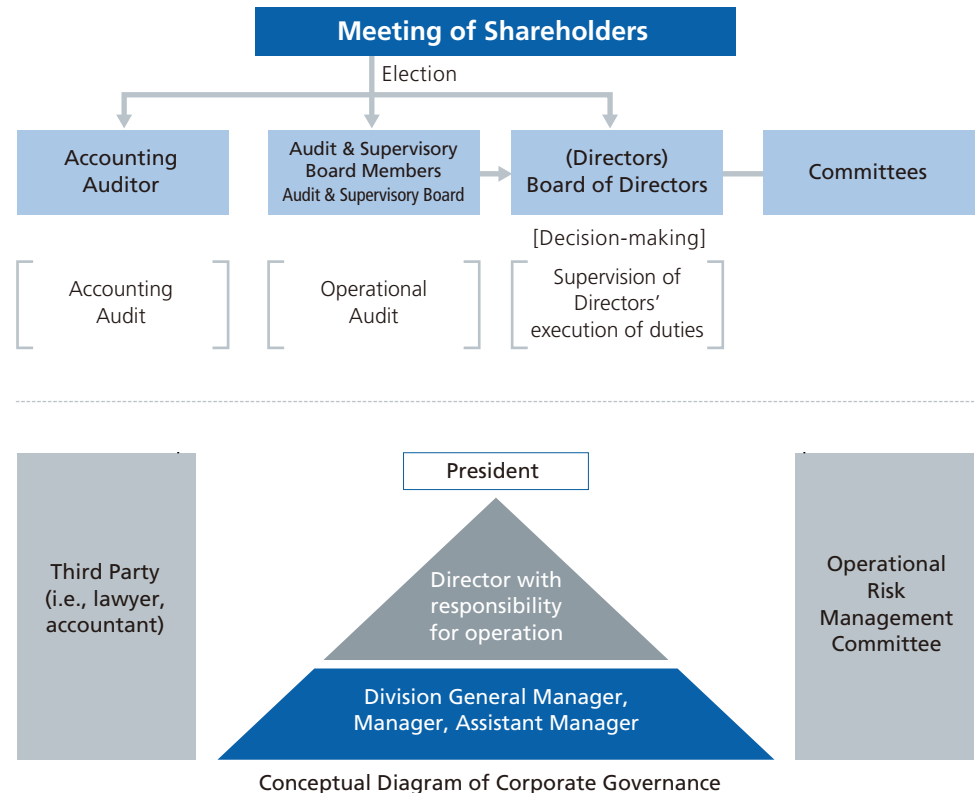 Meeting of Shareholders
Election
Accounting
Auditor
Audit & Supervisory
Board Members
Audit & Supervisory Board
(Directors)
Board of Directors
Committees
[Decision-making]
Accounting
Audit
Operational
Audit
Supervision of
Directors’
execution of duties
President
Third Party
(i.e., lawyer,
accountant)
Director with
responsibility
for operation
Operational
Risk
Management
Committee
Division General Manager,
Manager, Assistant Manager
Conceptual Diagram of Corporate Governance